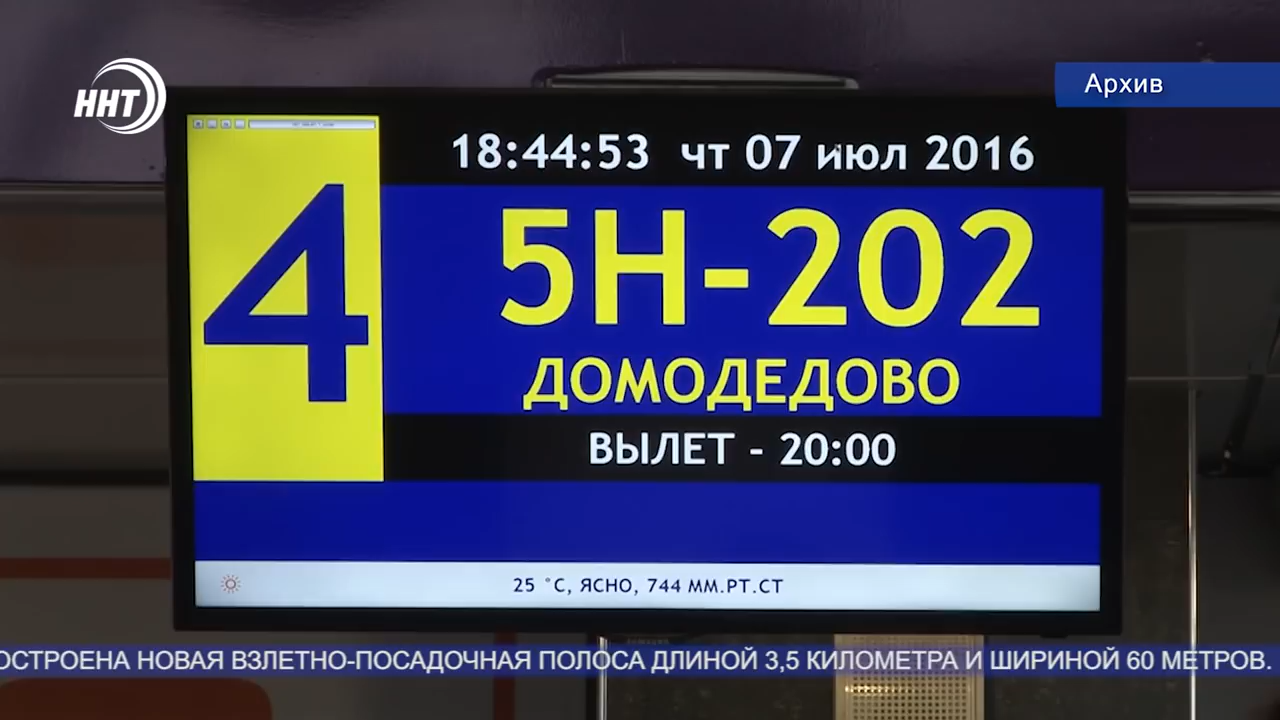 ННТ
Архив
18:44:53 чт 07 июл 2016
4
5Н-202
ДОМОДЕДОВО
ВЫЛЕТ - 20:00
25 °C, ЯСНО, 744 ММ.РТ.СТ
ОСТРОЕНА НОВАЯ ВЗЛЕТНО-ПОСАДОЧНАЯ ПОЛОСА ДЛИНОЙ 3,5 КИЛОМЕТРА И ШИРИНОЙ 60 МЕТРОВ.